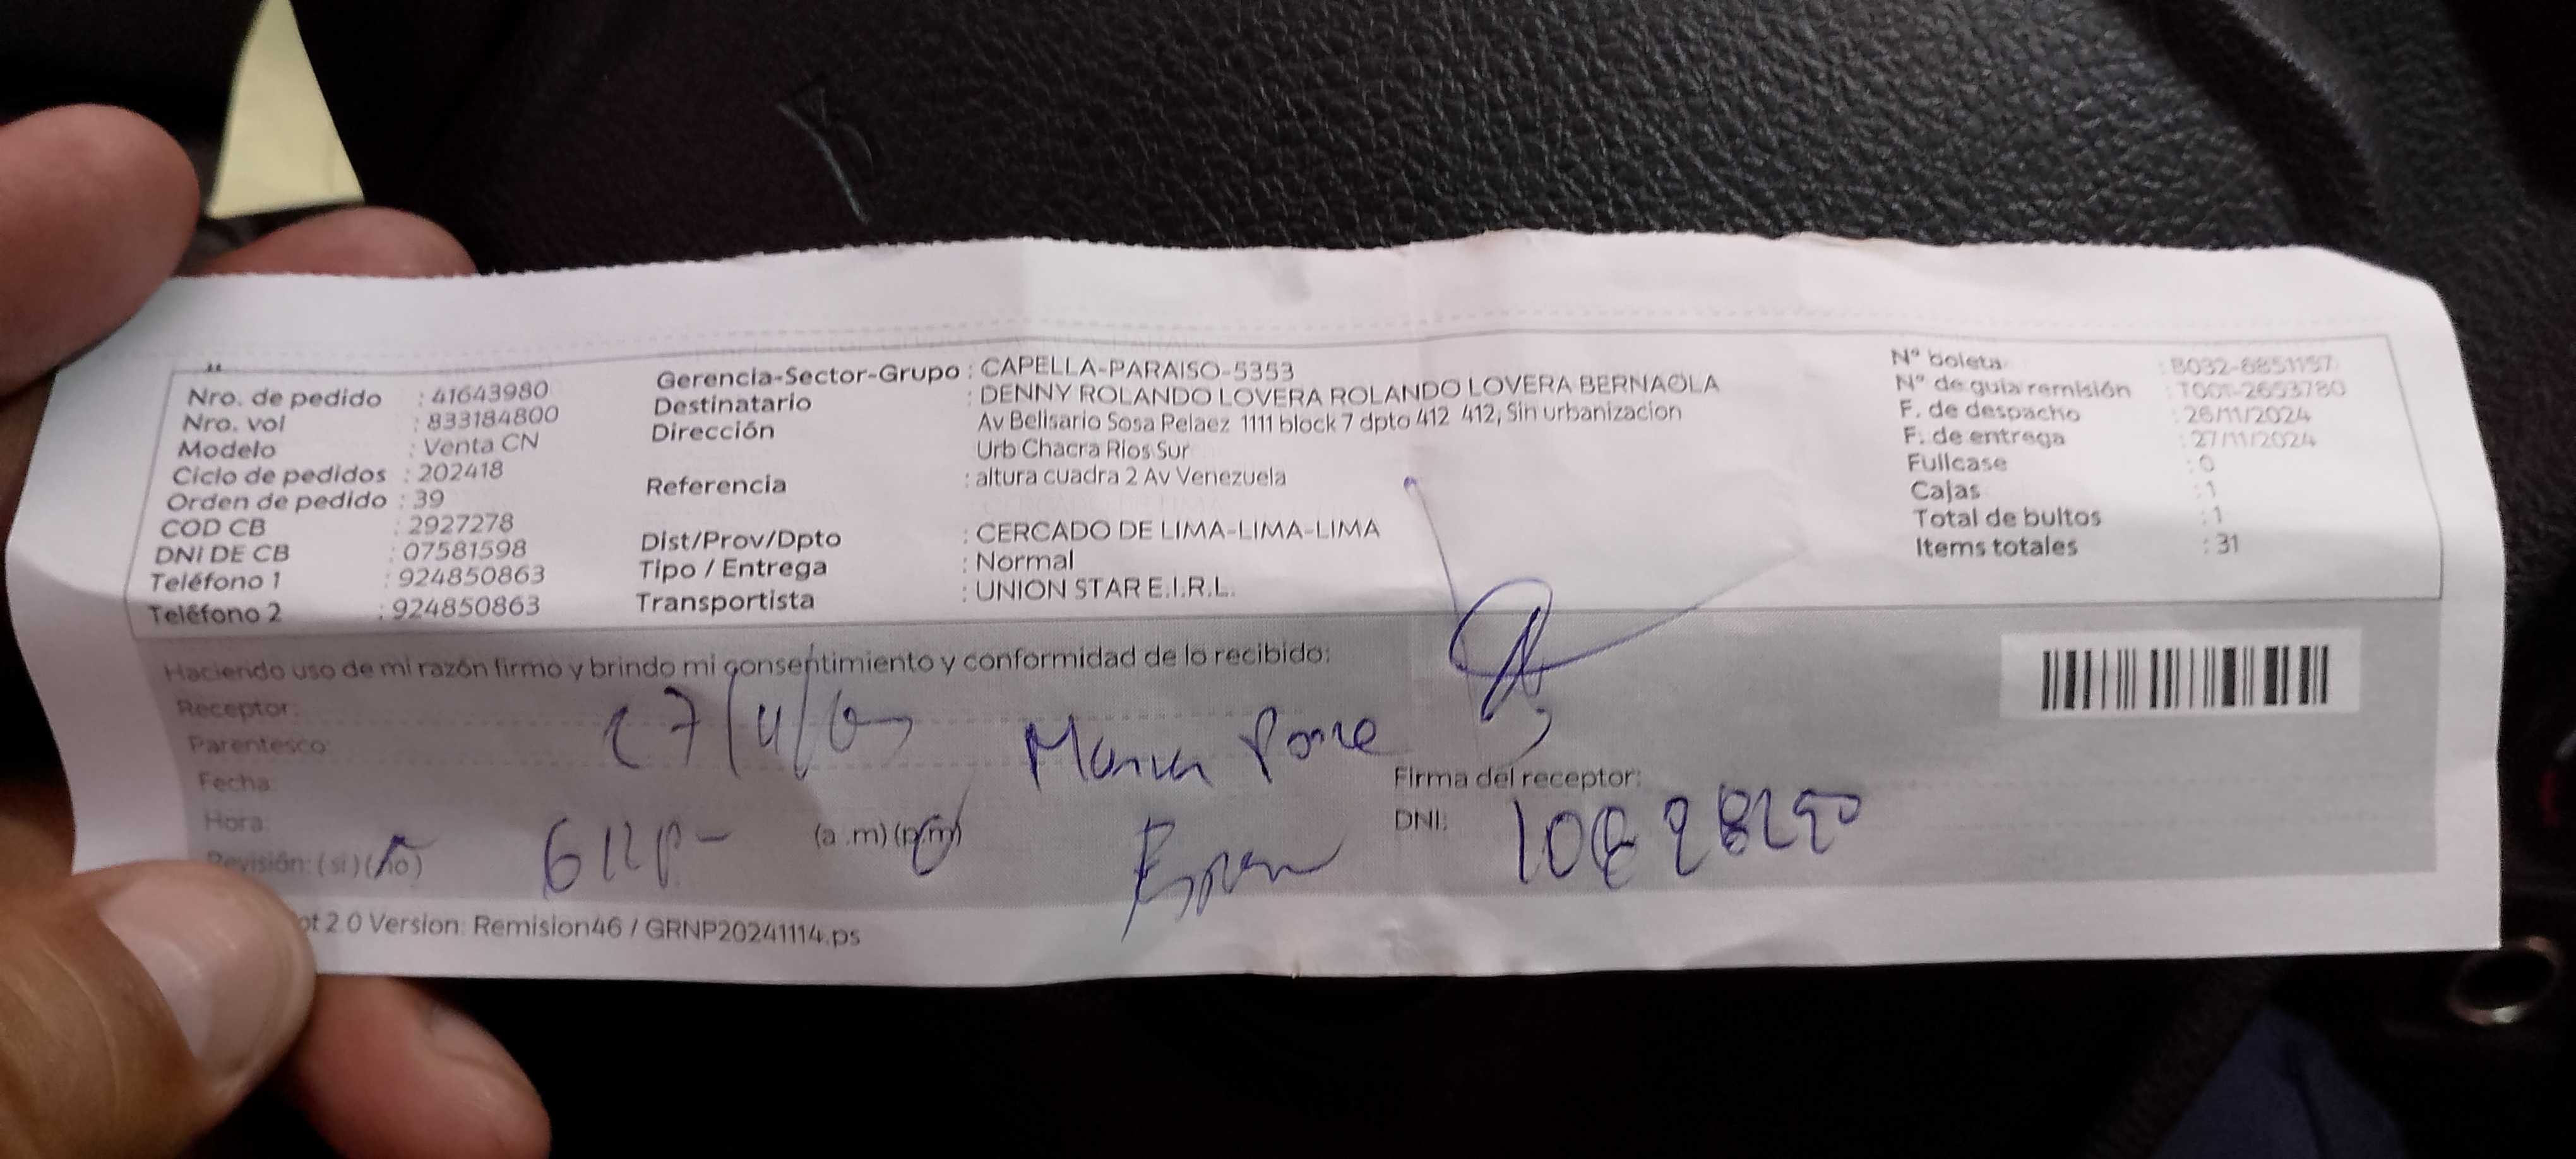 Nro. de pedido : 41643980
Nro. vol : 833184800
Modelo : Venta CN
Ciclo de pedidos : 202418
Orden de pedido : 39
COD CB : 2927278
DNI DE CB : 07581598
Teléfono 1 : 924850863
Teléfono 2 : 924850863
Gerencia-Sector-Grupo : CAPELLA-PARAISO-5353
Destinatario : DENNY ROLANDO LOVERA ROLANDO LOVERA BERNAOLA
Dirección Av Belisario Sosa Pelaez 1111 block 7 dpto 412 412, Sin urbanizacion
Urb Chacra Rios Sur
Referencia : altura cuadra 2 Av Venezuela
Dist/Prov/Dpto : CERCADO DE LIMA-LIMA-LIMA
Tipo / Entrega : Normal
Transportista : UNION STAR E.I.R.L.
N° boleta : B032-6851157
N° de guia remisión : T001-2653780
F. de despacho : 26/11/2024
F. de entrega : 27/11/2024
Fullcase : 0
Cajas : 1
Total de bultos : 1
Items totales : 31
Haciendo uso de mi razón firmo y brindo mi consentimiento y conformidad de lo recibido:
Receptor:
Parentesco:
Fecha:
Hora: (a .m) (p.m)
Revisión: ( si ) ( no )
Firma del receptor:
DNI:
2.0 Version: Remision46 / GRNP20241114.ps